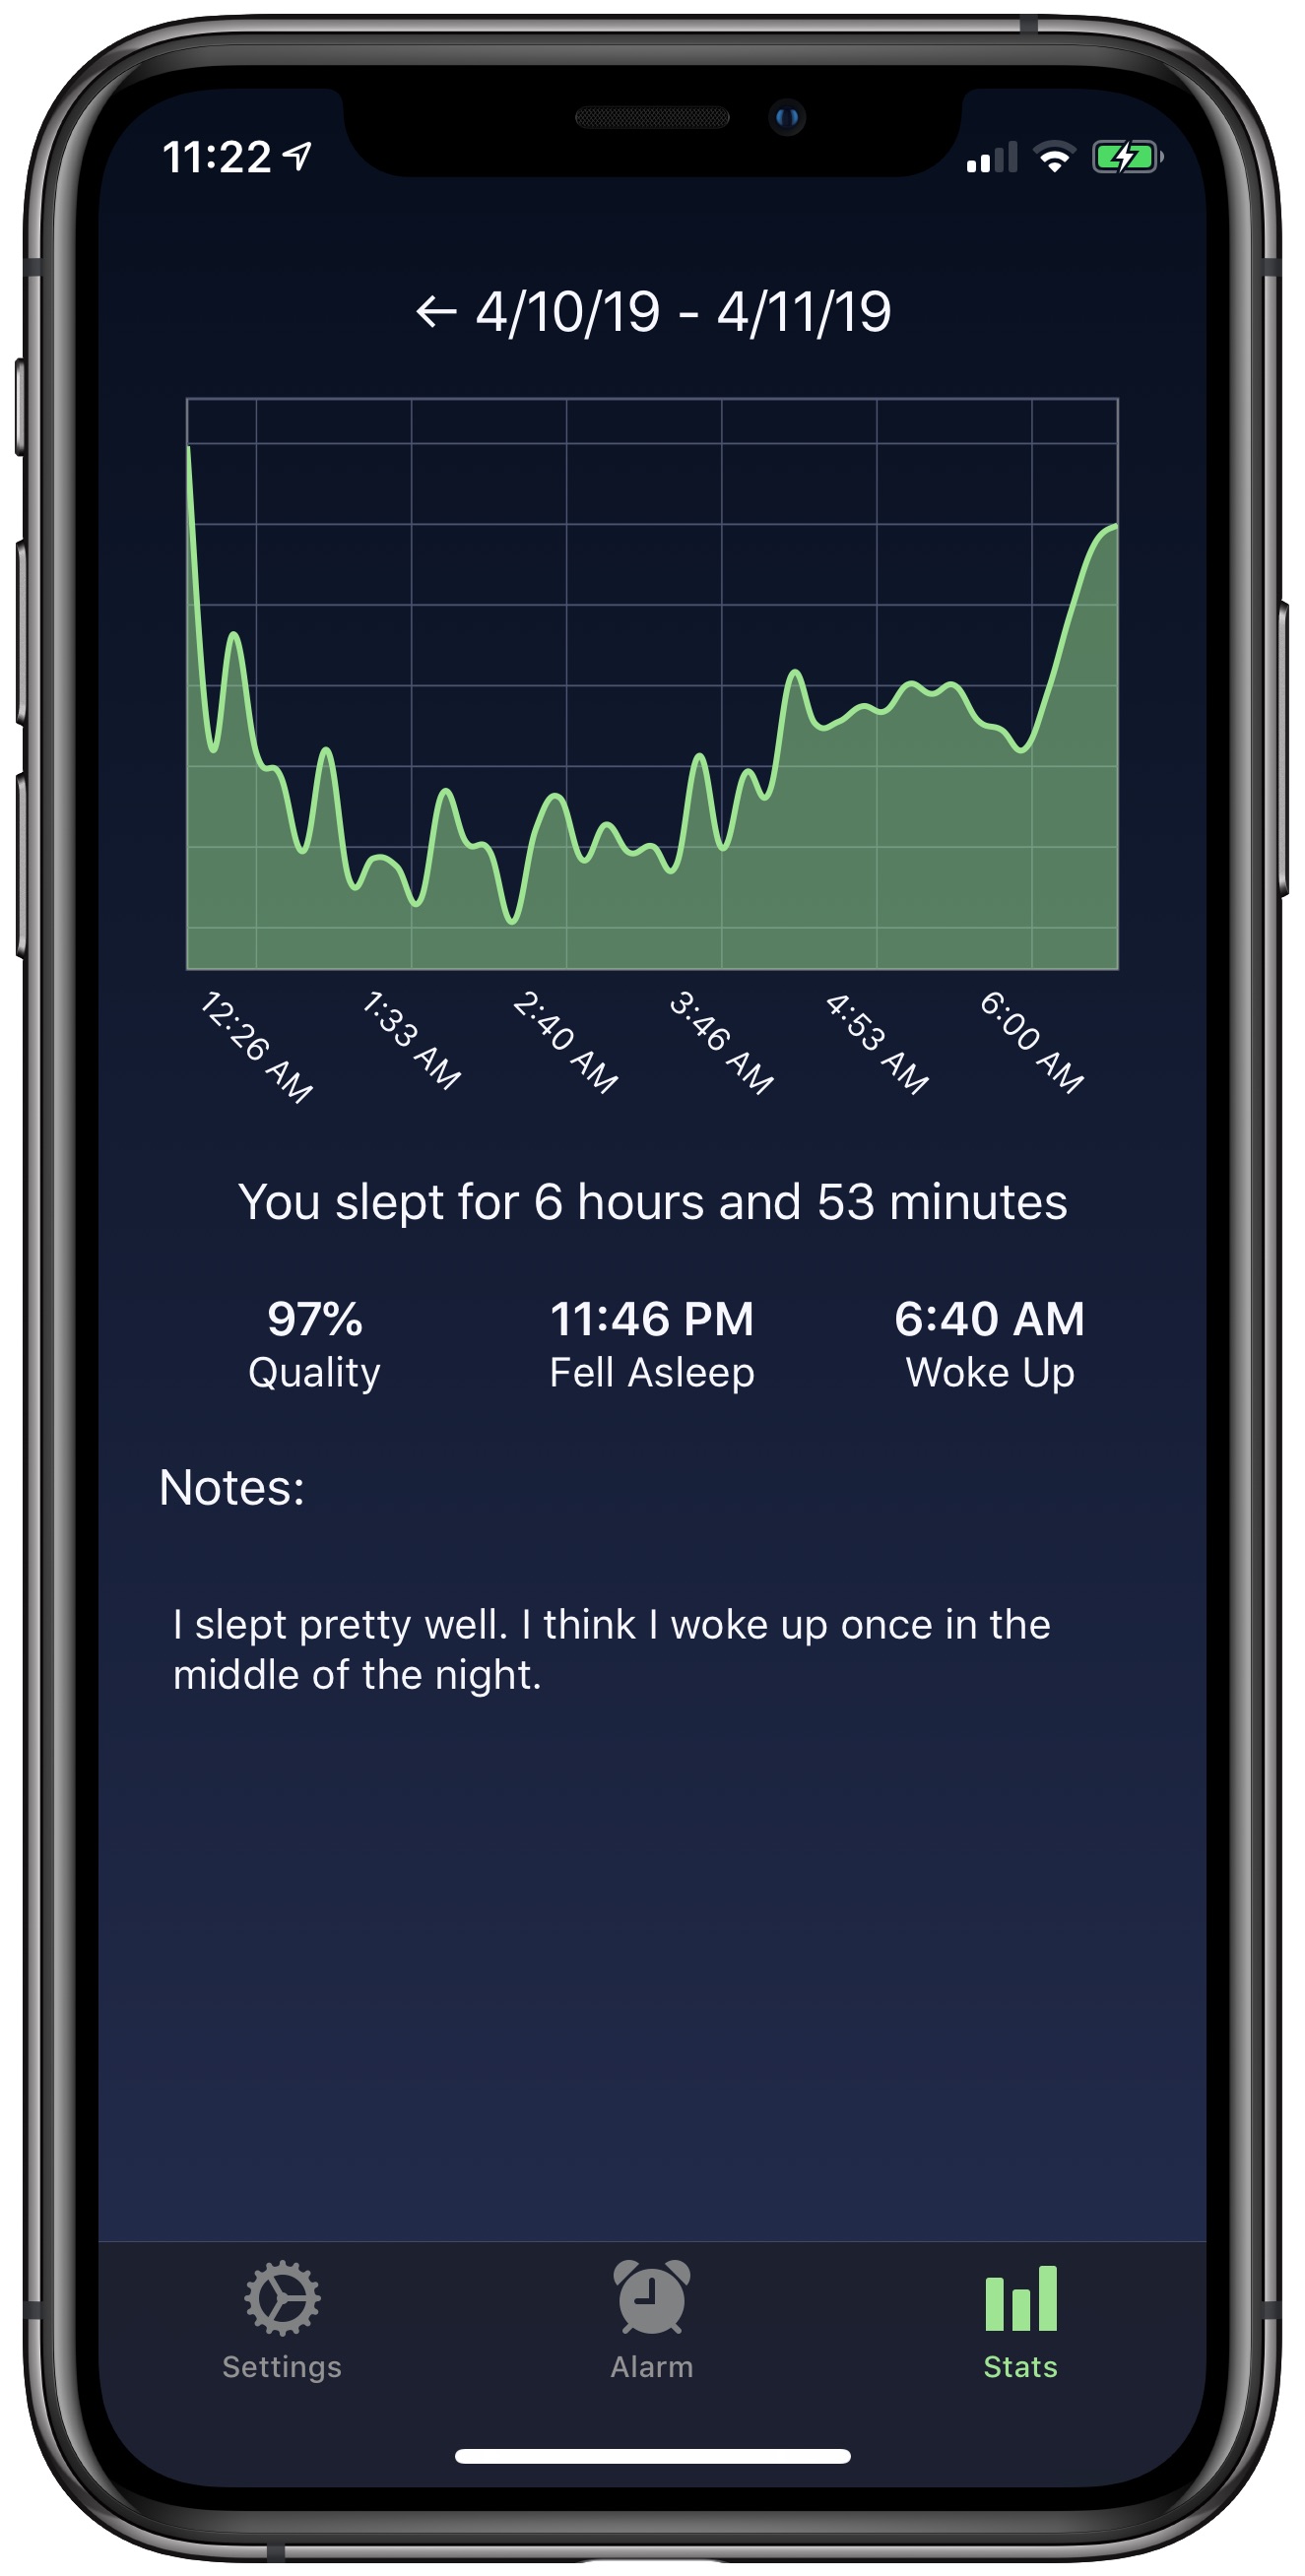 11:22
← 4/10/19 - 4/11/19
12:26 AM
1:33 AM
2:40 AM
3:46 AM
4:53 AM
6:00 AM
You slept for 6 hours and 53 minutes
97%
Quality
11:46 PM
Fell Asleep
6:40 AM
Woke Up
Notes:
I slept pretty well. I think I woke up once in the
middle of the night.
Settings
Alarm
Stats